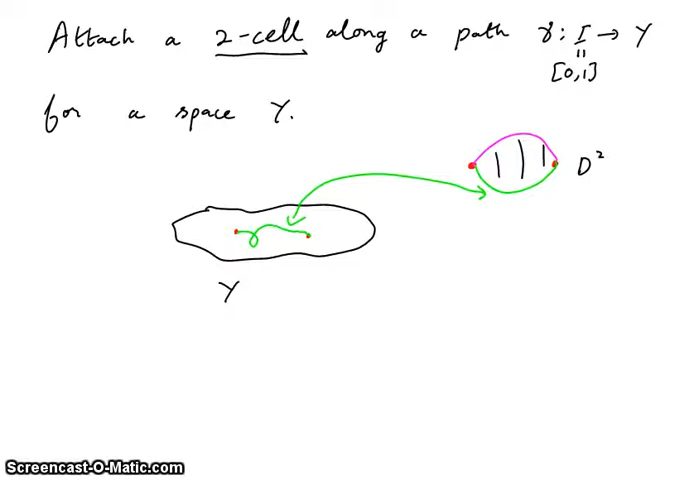 Attach a 2-cell along a path γ: I → Y
=
[0,1]
for a space Y.
D²
Y
Screencast-O-Matic.com